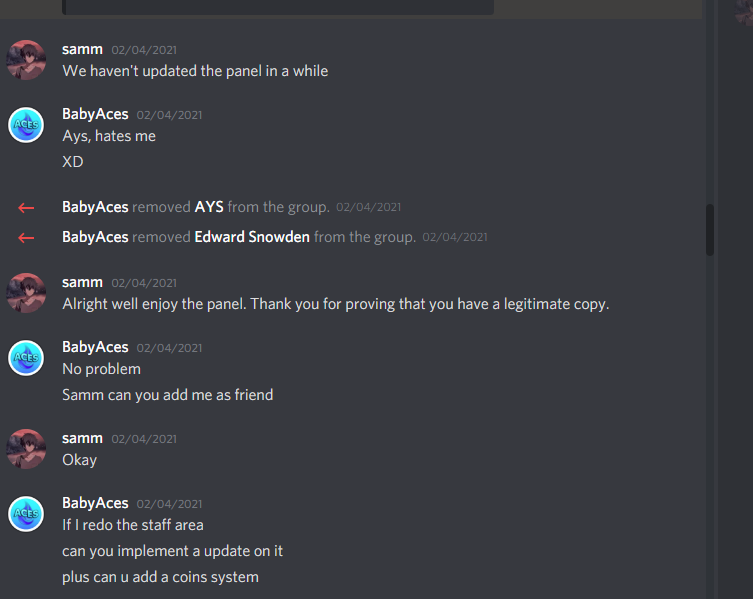 samm 02/04/2021
We haven't updated the panel in a while
BabyAces 02/04/2021
ACES
Ays, hates me
XD
BabyAces removed AYS from the group. 02/04/2021
BabyAces removed Edward Snowden from the group. 02/04/2021
samm 02/04/2021
Alright well enjoy the panel. Thank you for proving that you have a legitimate copy.
BabyAces 02/04/2021
ACES
No problem
Samm can you add me as friend
samm 02/04/2021
Okay
BabyAces 02/04/2021
ACES
If I redo the staff area
can you implement a update on it
plus can u add a coins system